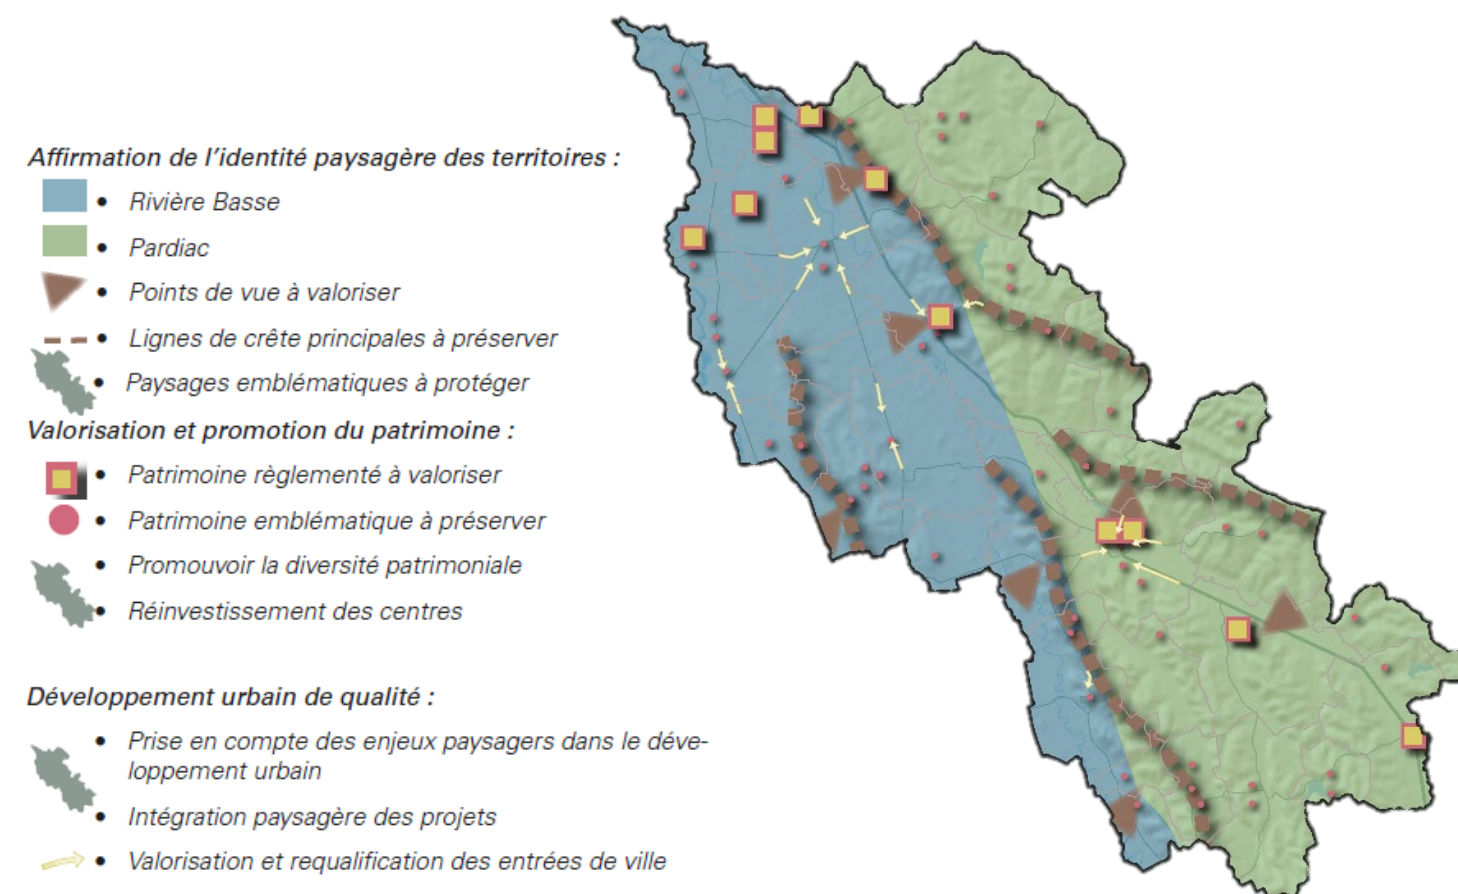 Affirmation de l'identité paysagère des territoires :
• Rivière Basse
• Pardiac
• Points de vue à valoriser
• Lignes de crête principales à préserver
• Paysages emblématiques à protéger
Valorisation et promotion du patrimoine :
• Patrimoine règlementé à valoriser
• Patrimoine emblématique à préserver
• Promouvoir la diversité patrimoniale
• Réinvestissement des centres
Développement urbain de qualité :
• Prise en compte des enjeux paysagers dans le déve-
loppement urbain
• Intégration paysagère des projets
• Valorisation et requalification des entrées de ville